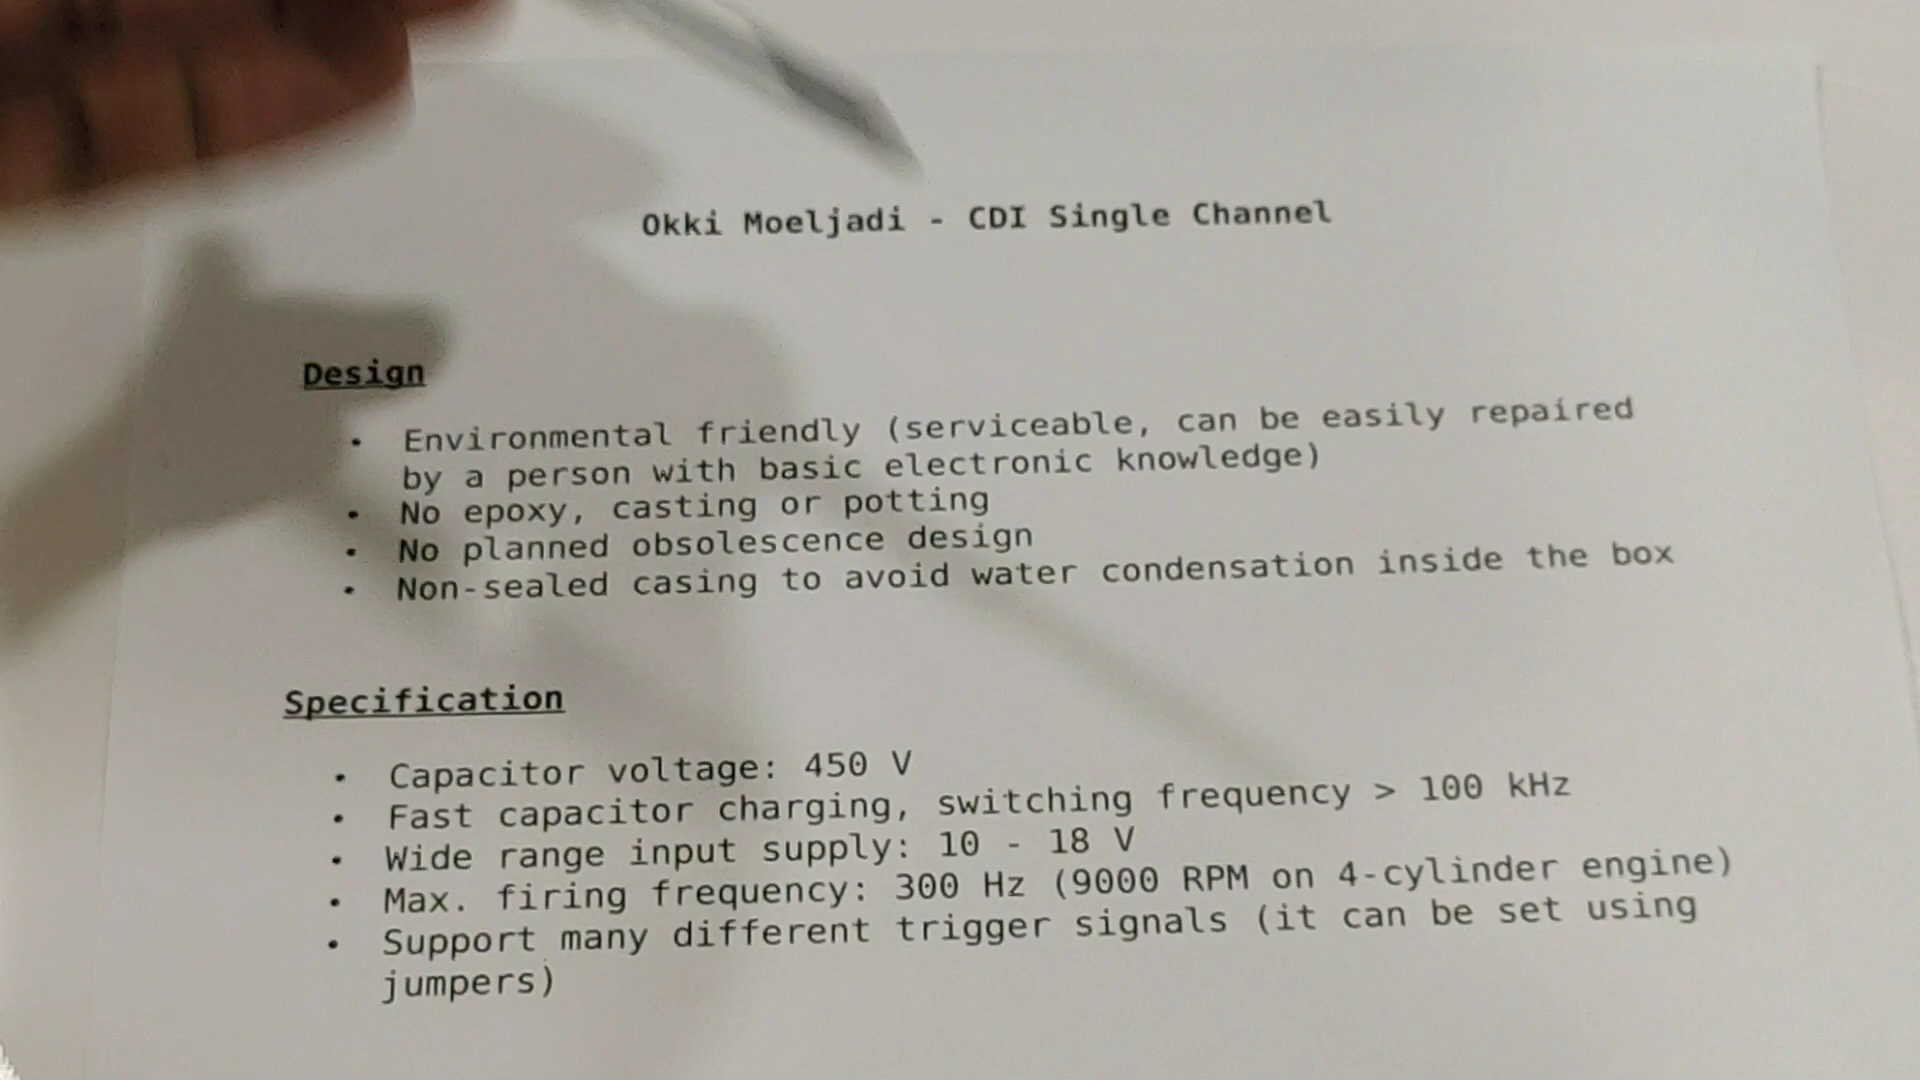 Okki Moeljadi - CDI Single Channel
Design
• Environmental friendly (serviceable, can be easily repaired
by a person with basic electronic knowledge)
• No epoxy, casting or potting
• No planned obsolescence design
• Non-sealed casing to avoid water condensation inside the box
Specification
• Capacitor voltage: 450 V
• Fast capacitor charging, switching frequency > 100 kHz
• Wide range input supply: 10 - 18 V
• Max. firing frequency: 300 Hz (9000 RPM on 4-cylinder engine)
• Support many different trigger signals (it can be set using
jumpers)